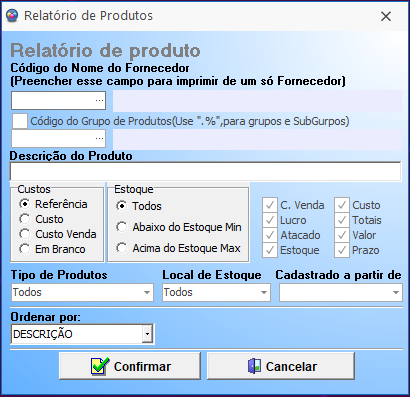 Relatório de Produtos
Relatório de produto
Código do Nome do Fornecedor
(Preencher esse campo para imprimir de um só Fornecedor)
...
Código do Grupo de Produtos(Use ".%",para grupos e SubGurpos)
...
Descrição do Produto
Custos
Referência
Custo
Custo Venda
Em Branco
Estoque
Todos
Abaixo do Estoque Min
Acima do Estoque Max
C. Venda Custo
Lucro Totais
Atacado Valor
Estoque Prazo
Tipo de Produtos Local de Estoque Cadastrado a partir de
Todos Todos
Ordenar por:
DESCRIÇÃO
Confirmar Cancelar